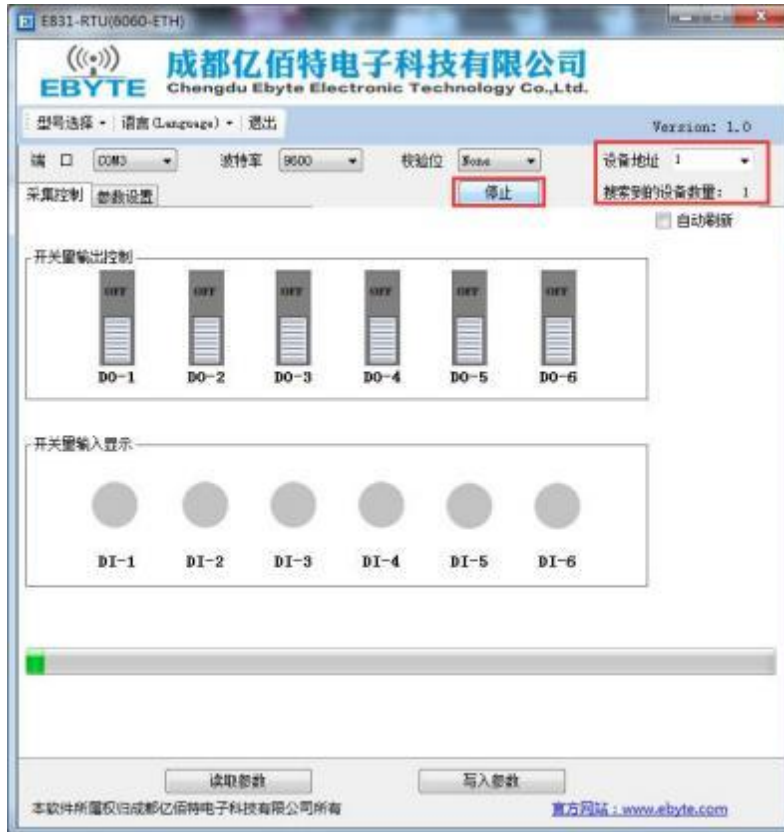 E831-RTU(6060-ETH)
EBYTE 成都亿佰特电子科技有限公司
Chengdu Ebyte Electronic Technology Co.,Ltd.
型号选择 语言(Language) 退出 Version: 1.0
端 口 COM3 波特率 9600 校验位 None 设备地址 1
采集控制 参数设置 停止 搜索到的设备数量: 1
自动刷新
开关量输出控制
OFF OFF OFF OFF OFF OFF
DO-1 DO-2 DO-3 DO-4 DO-5 DO-6
开关量输入显示
DI-1 DI-2 DI-3 DI-4 DI-5 DI-6
读取参数 写入参数
本软件所属权归成都亿佰特电子科技有限公司所有 官方网站：www.ebyte.com